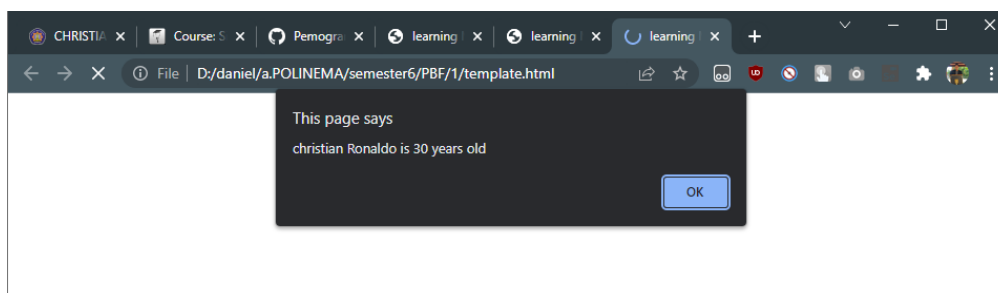 CHRISTIA
Course: S
Pemogra
learning
learning
learning
File | D:/daniel/a.POLINEMA/semester6/PBF/1/template.html
This page says
christian Ronaldo is 30 years old
OK